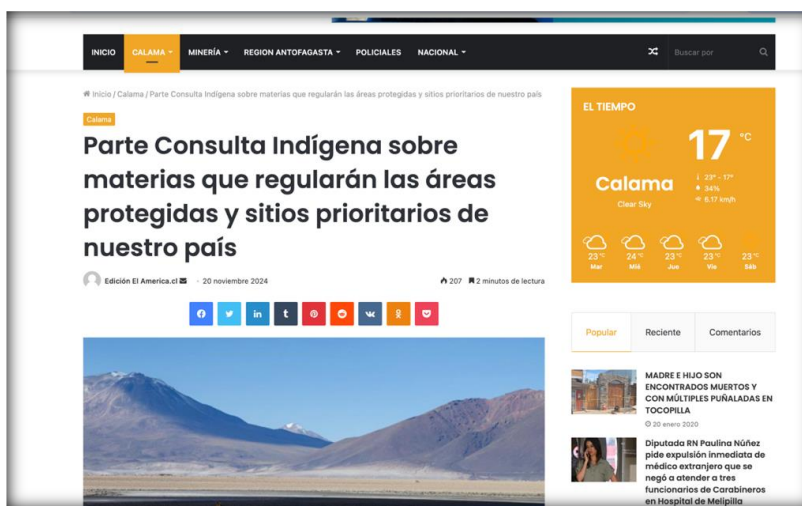 INICIO
CALAMA
MINERÍA
REGION ANTOFAGASTA
POLICIALES
NACIONAL
Buscar por
Inicio / Calama / Parte Consulta Indígena sobre materias que regularán las áreas protegidas y sitios prioritarios de nuestro país
Calama
Parte Consulta Indígena sobre
materias que regularán las áreas
protegidas y sitios prioritarios de
nuestro país
Edición El America.cl
20 noviembre 2024
207
2 minutos de lectura
EL TIEMPO
17 °C
Calama
Clear Sky
23° - 17°
34%
6.17 km/h
23 °C
24 °C
23 °C
23 °C
23 °C
Mar
Mié
Jue
Vie
Sáb
Popular
Reciente
Comentarios
MADRE E HIJO SON
ENCONTRADOS MUERTOS Y
CON MÚLTIPLES PUÑALADAS EN
TOCOPILLA
20 enero 2020
Diputada RN Paulina Núñez
pide expulsión inmediata de
médico extranjero que se
negó a atender a tres
funcionarios de Carabineros
en Hospital de Melipilla